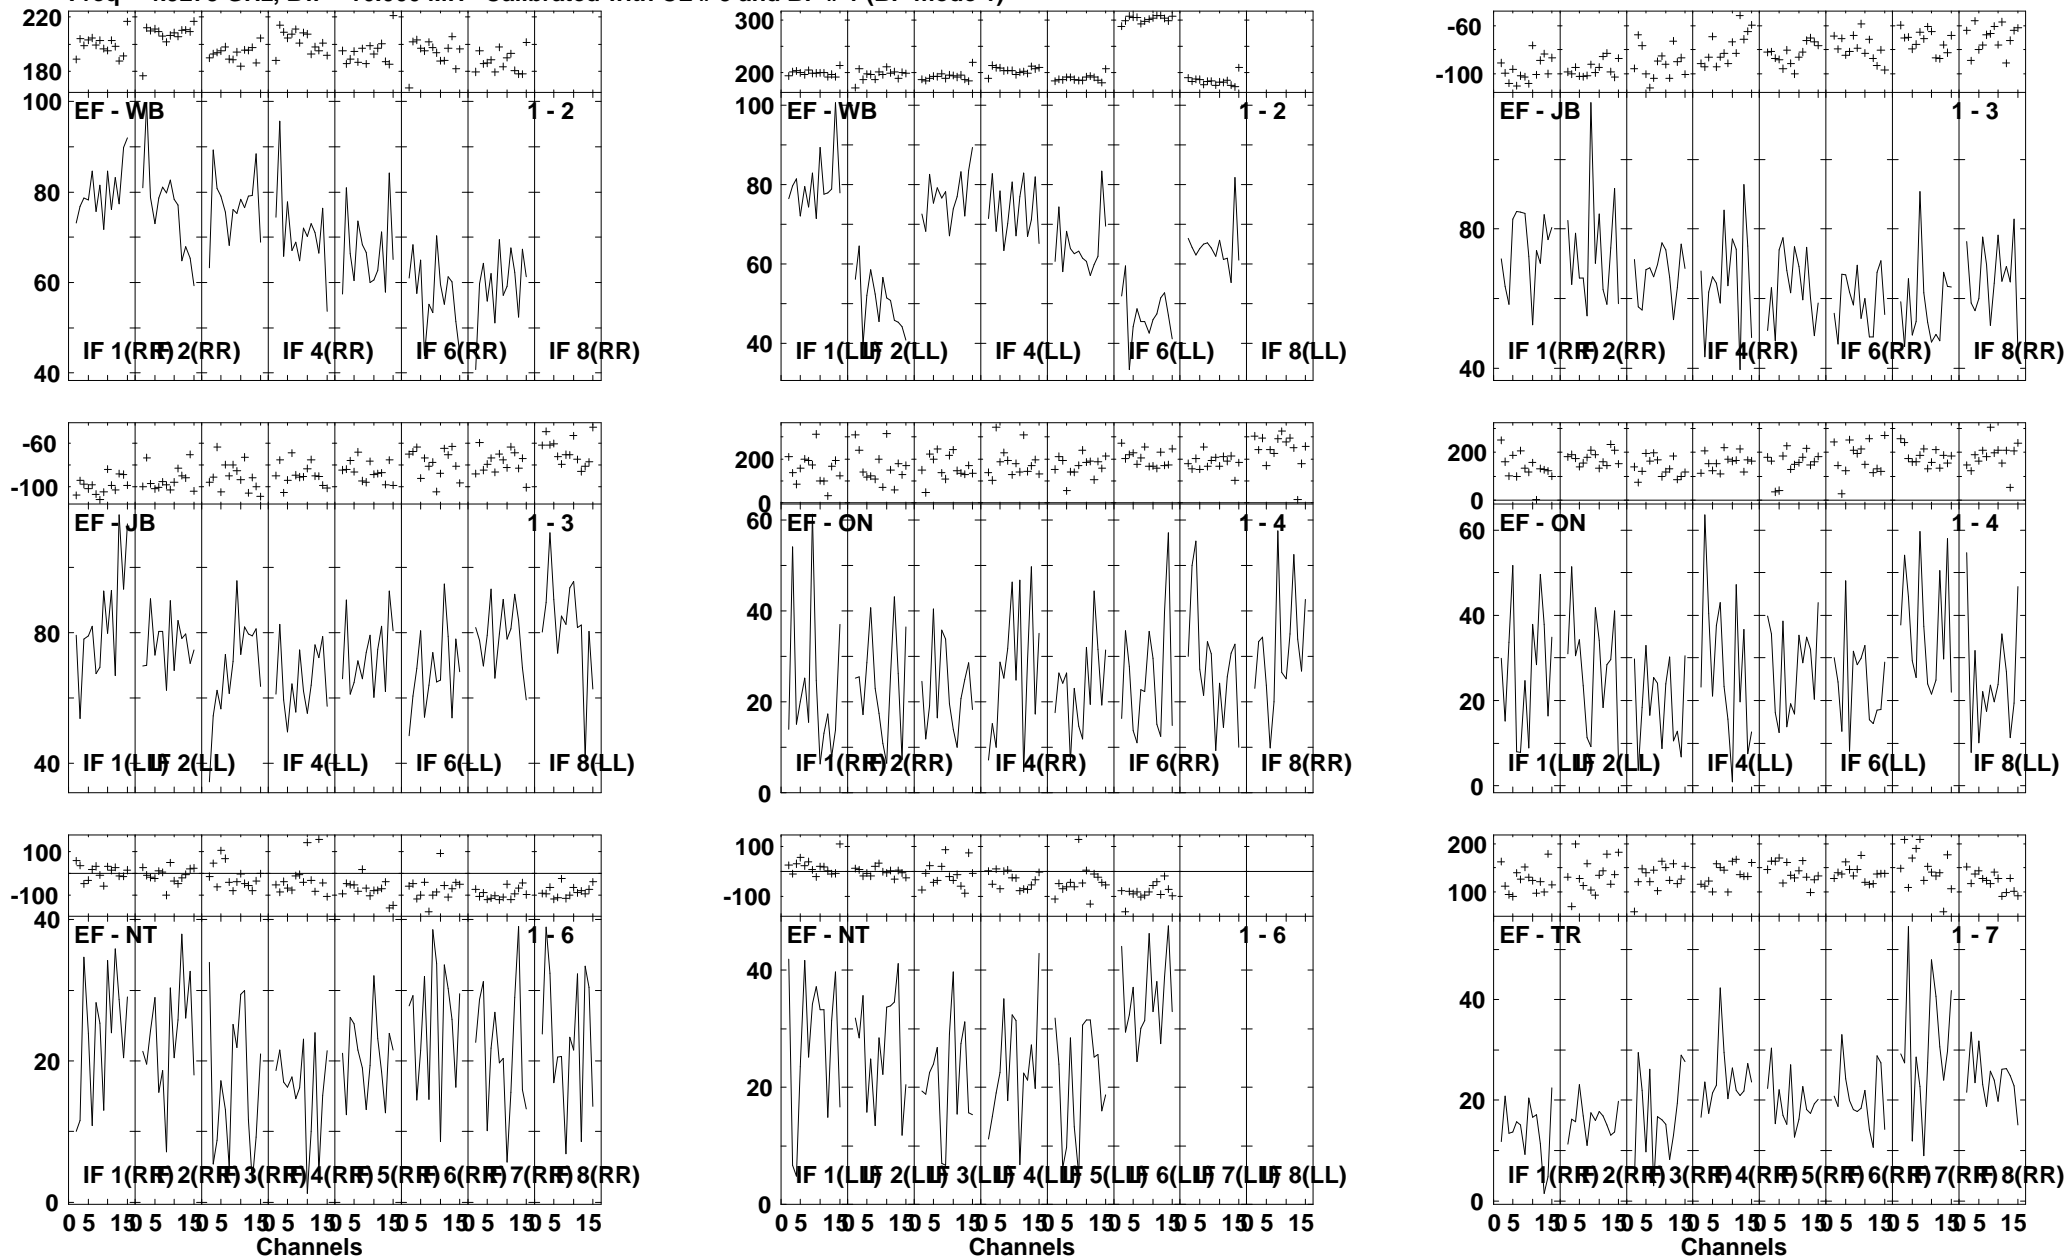 220
180
100
80
60
40
EF - WB
1 - 2
IF 1(RR)
IF 2(RR)
IF 4(RR)
IF 6(RR)
IF 8(RR)
300
200
100
80
60
40
EF - WB
1 - 2
IF 1(LL)
IF 2(LL)
IF 4(LL)
IF 6(LL)
IF 8(LL)
-60
-100
80
40
EF - JB
1 - 3
IF 1(RR)
IF 2(RR)
IF 4(RR)
IF 6(RR)
IF 8(RR)
-60
-100
80
40
EF - JB
1 - 3
IF 1(LL)
IF 2(LL)
IF 4(LL)
IF 6(LL)
IF 8(LL)
200
0
60
40
20
0
EF - ON
1 - 4
IF 1(RR)
IF 2(RR)
IF 4(RR)
IF 6(RR)
IF 8(RR)
200
0
60
40
20
0
EF - ON
1 - 4
IF 1(LL)
IF 2(LL)
IF 4(LL)
IF 6(LL)
IF 8(LL)
100
-100
40
20
0
EF - NT
1 - 6
IF 1(RR)
IF 2(RR)
IF 3(RR)
IF 4(RR)
IF 5(RR)
IF 6(RR)
IF 7(RR)
IF 8(RR)
0 5 15 0 5 15 0 5 15 0 5 15 0 5 15 0 5 15 0 5 15 0 5 15
Channels
100
-100
40
20
0
EF - NT
1 - 6
IF 1(LL)
IF 2(LL)
IF 3(LL)
IF 4(LL)
IF 5(LL)
IF 6(LL)
IF 7(LL)
IF 8(LL)
0 5 15 0 5 15 0 5 15 0 5 15 0 5 15 0 5 15 0 5 15 0 5 15
Channels
200
100
40
20
0
EF - TR
1 - 7
IF 1(RR)
IF 2(RR)
IF 3(RR)
IF 4(RR)
IF 5(RR)
IF 6(RR)
IF 7(RR)
IF 8(RR)
0 5 15 0 5 15 0 5 15 0 5 15 0 5 15 0 5 15 0 5 15 0 5 15
Channels